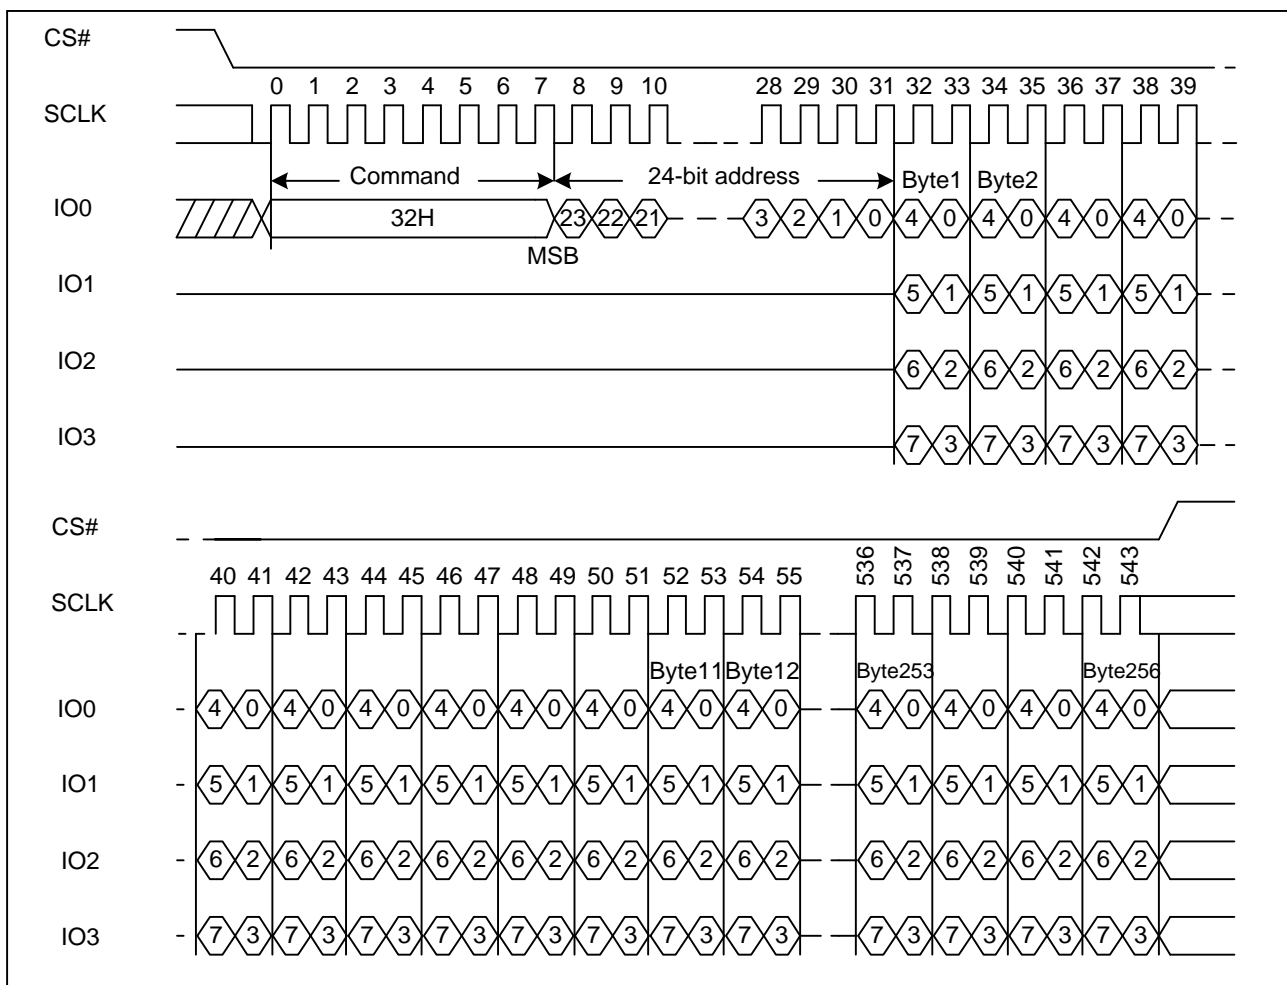 CS#
0 1 2 3 4 5 6 7 8 9 10 28 29 30 31 32 33 34 35 36 37 38 39
SCLK
Command 24-bit address Byte1 Byte2
IO0 32H 23 22 21 3 2 1 0 4 0 4 0 4 0 4 0
MSB
IO1 5 1 5 1 5 1 5 1
IO2 6 2 6 2 6 2 6 2
IO3 7 3 7 3 7 3 7 3
CS#
40 41 42 43 44 45 46 47 48 49 50 51 52 53 54 55 536 537 538 539 540 541 542 543
SCLK
Byte11 Byte12 Byte253 Byte256
IO0 4 0 4 0 4 0 4 0 4 0 4 0 4 0 4 0 4 0 4 0 4 0 4 0
IO1 5 1 5 1 5 1 5 1 5 1 5 1 5 1 5 1 5 1 5 1 5 1 5 1
IO2 6 2 6 2 6 2 6 2 6 2 6 2 6 2 6 2 6 2 6 2 6 2 6 2
IO3 7 3 7 3 7 3 7 3 7 3 7 3 7 3 7 3 7 3 7 3 7 3 7 3